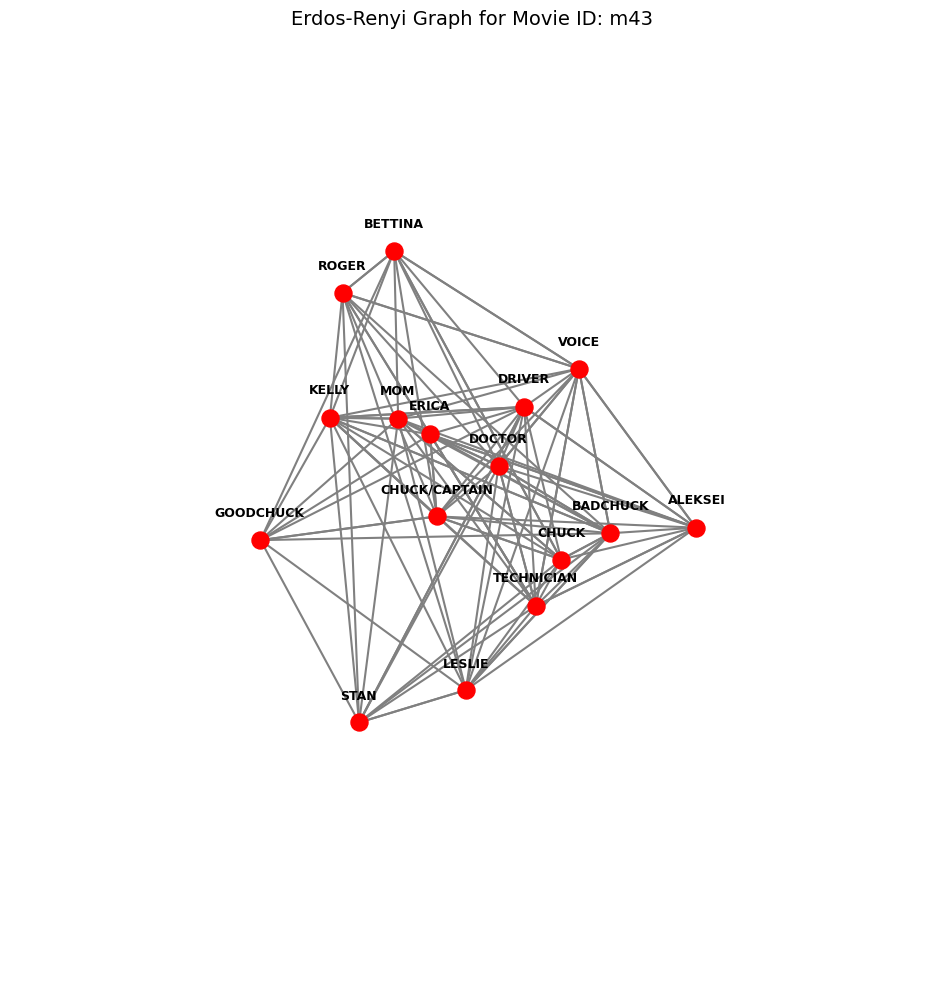 Erdos-Renyi Graph for Movie ID: m43
BETTINA
ROGER
VOICE
DRIVER
KELLY
MOM
ERICA
DOCTOR
CHUCK/CAPTAIN
ALEKSEI
BADCHUCK
GOODCHUCK
CHUCK
TECHNICIAN
LESLIE
STAN